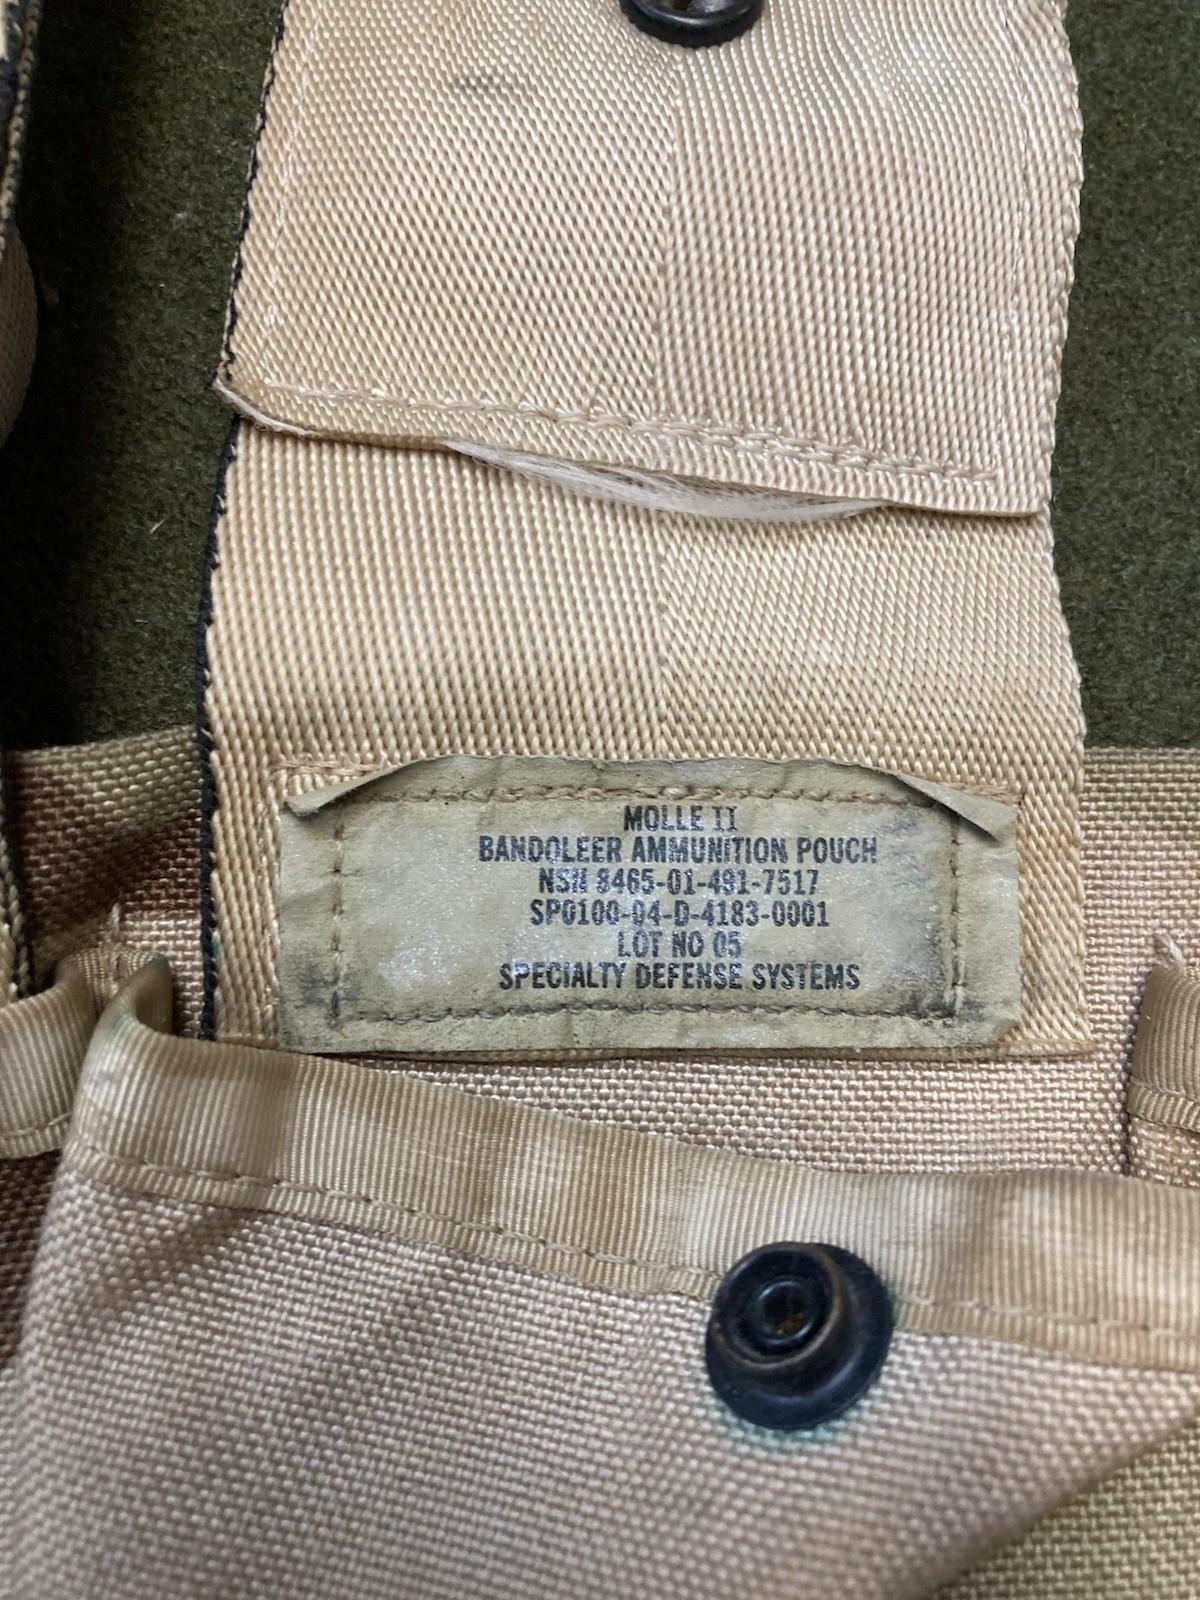 MOLLE II
BANDOLEER AMMUNITION POUCH
NSN 8465-01-491-7517
SP0100-04-D-4183-0001
LOT NO 05
SPECIALTY DEFENSE SYSTEMS